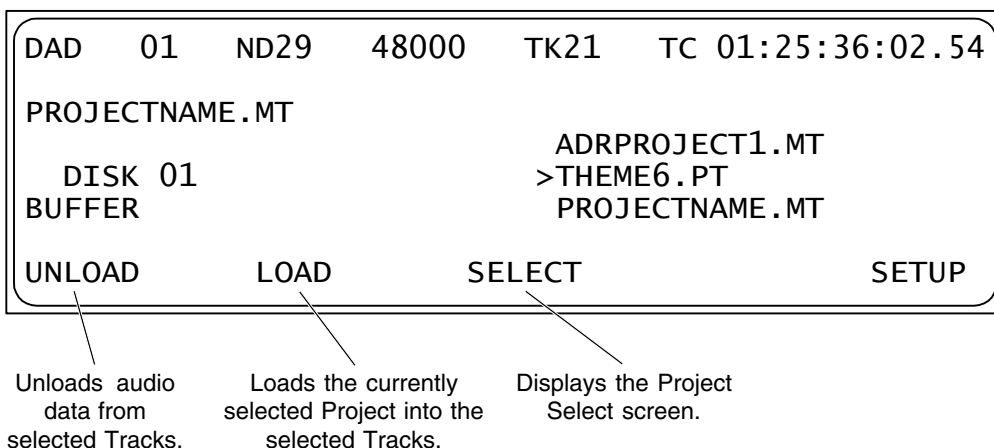 DAD 01 ND29 48000 TK21 TC 01:25:36:02.54
PROJECTNAME.MT
ADRPROJECT1.MT
DISK 01 >THEME6.PT
BUFFER PROJECTNAME.MT
UNLOAD LOAD SELECT SETUP
Unloads audio
data from
selected Tracks.
Loads the currently
selected Project into the
selected Tracks.
Displays the Project
Select screen.